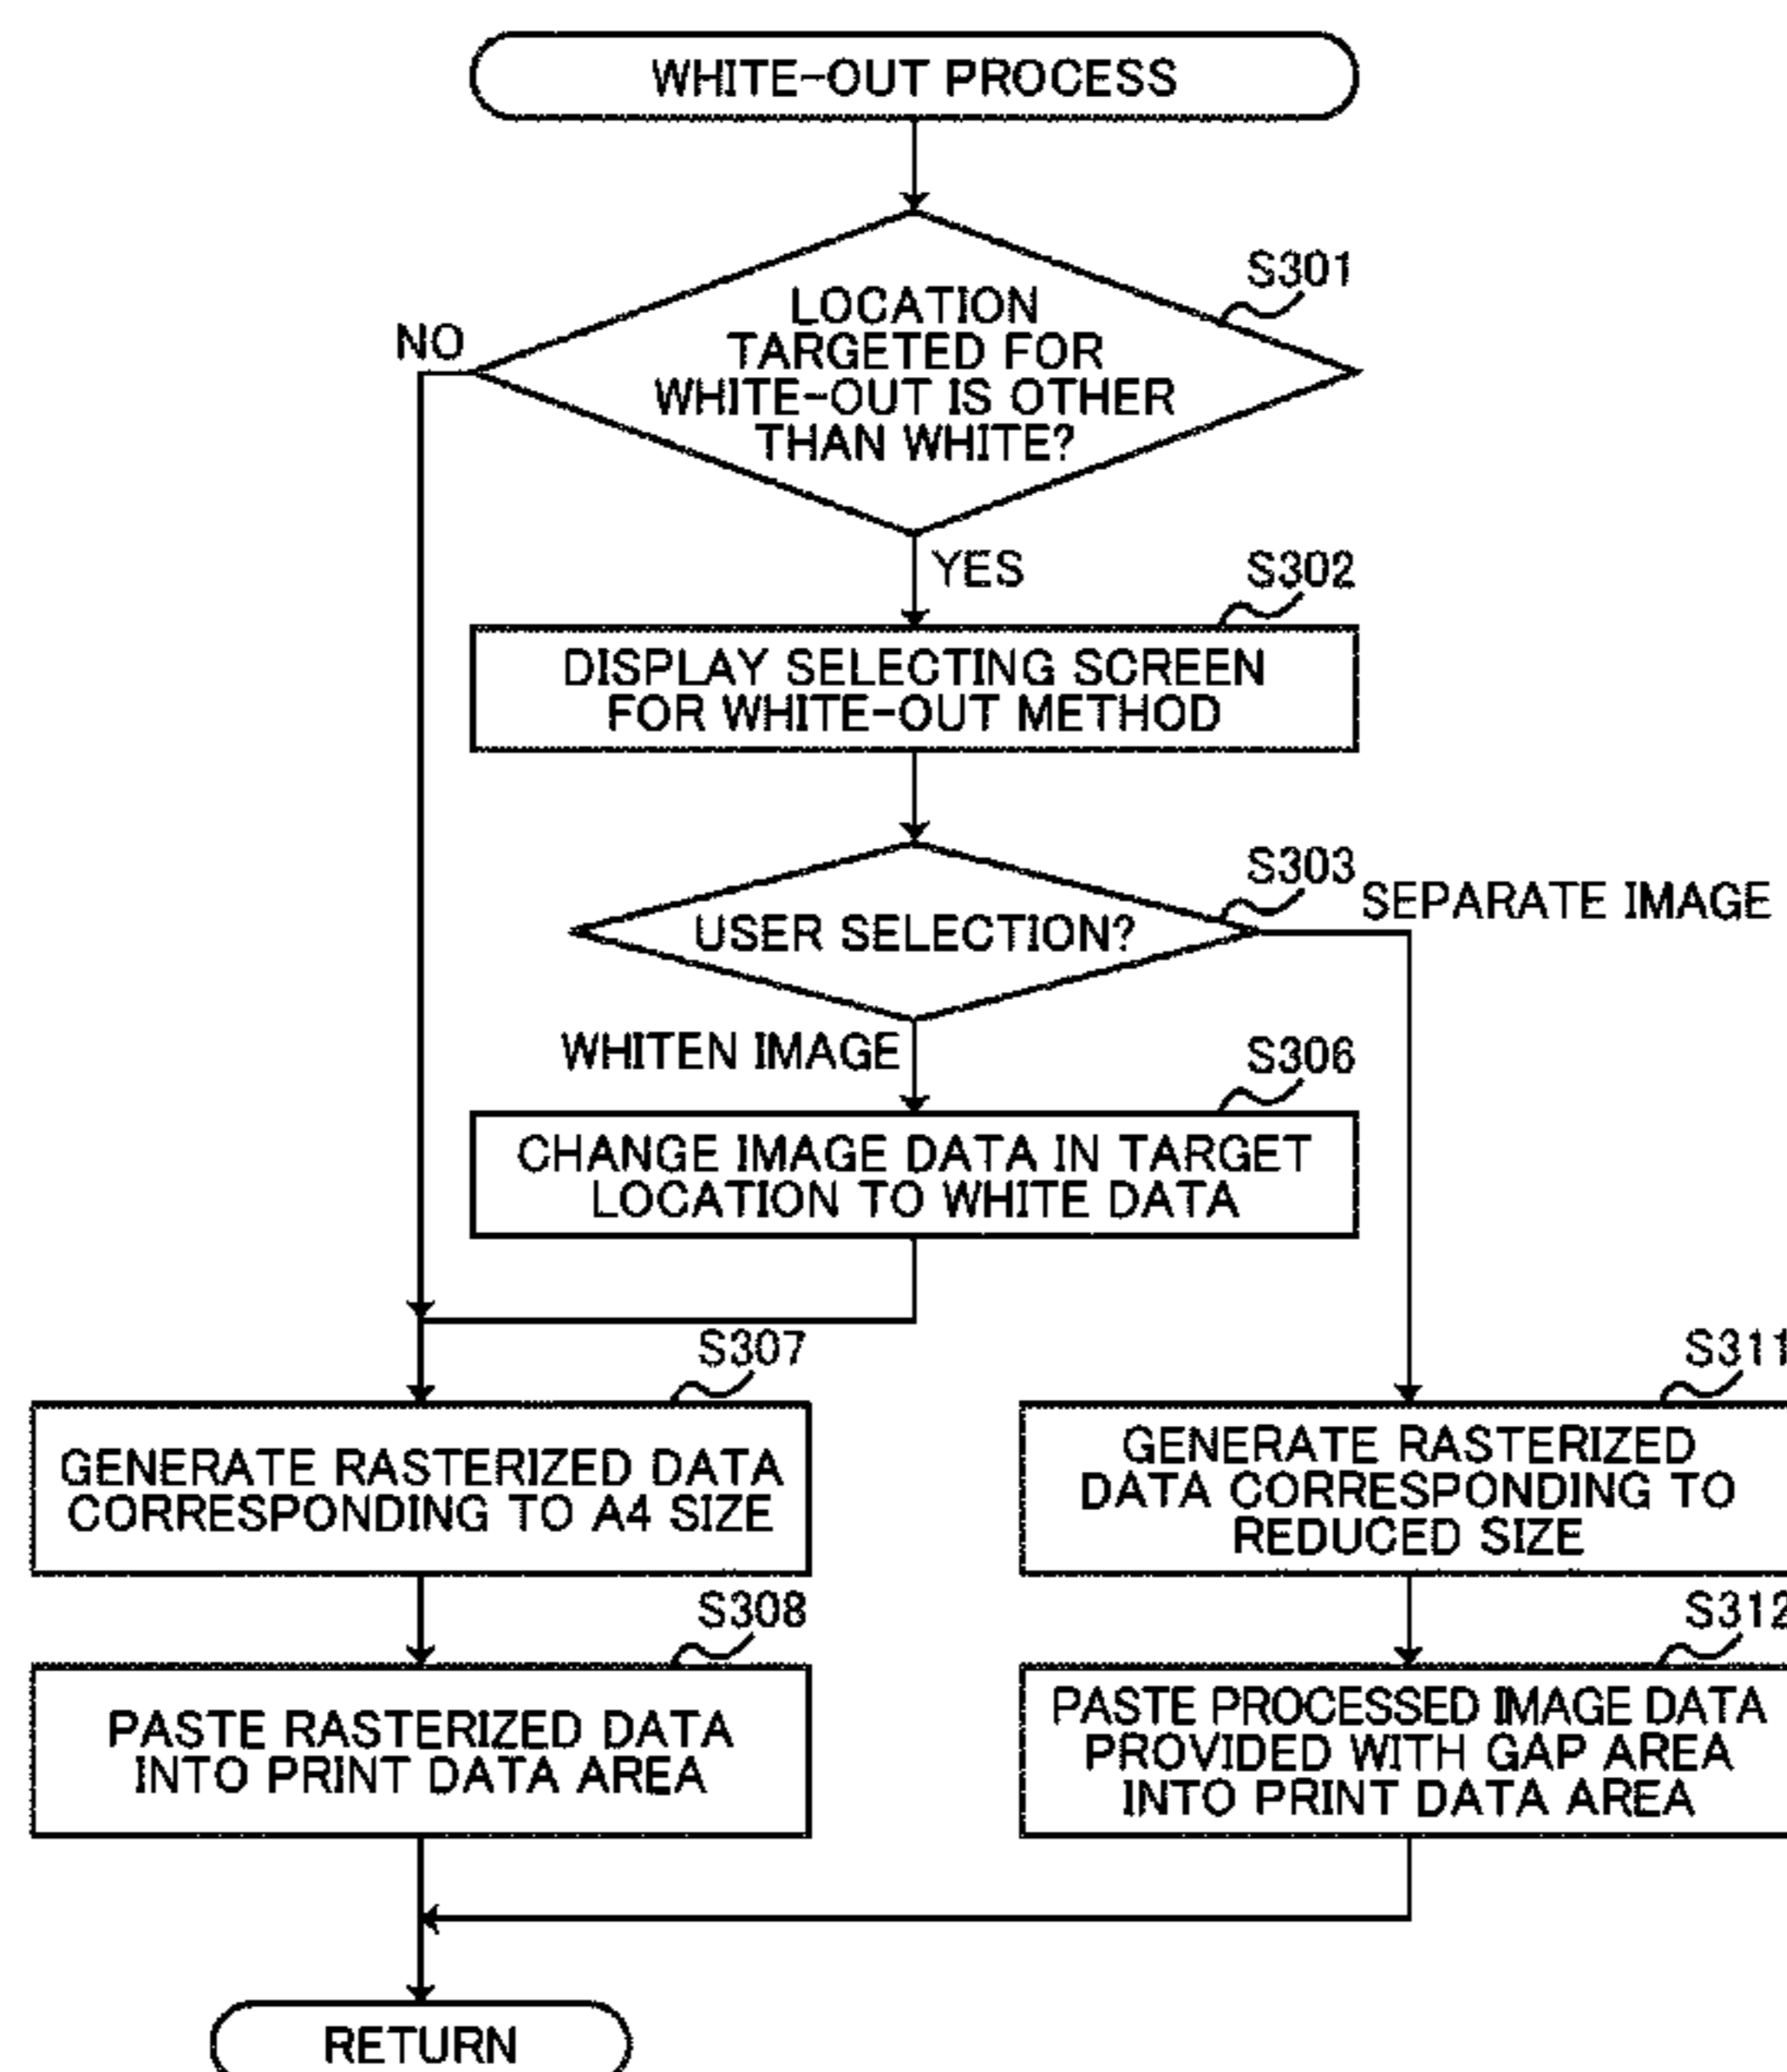 WHITE-OUT PROCESS
S301
LOCATION
TARGETED FOR
WHITE-OUT IS OTHER
THAN WHITE?
NO
YES
S302
DISPLAY SELECTING SCREEN
FOR WHITE-OUT METHOD
S303
USER SELECTION?
SEPARATE IMAGE
WHITEN IMAGE
S306
CHANGE IMAGE DATA IN TARGET
LOCATION TO WHITE DATA
S307
GENERATE RASTERIZED DATA
CORRESPONDING TO A4 SIZE
S311
GENERATE RASTERIZED
DATA CORRESPONDING TO
REDUCED SIZE
S308
PASTE RASTERIZED DATA
INTO PRINT DATA AREA
S312
PASTE PROCESSED IMAGE DATA
PROVIDED WITH GAP AREA
INTO PRINT DATA AREA
RETURN